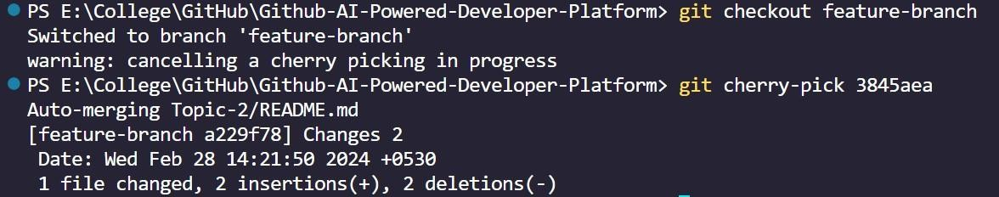 PS E:\College\GitHub\Github-AI-Powered-Developer-Platform> git checkout feature-branch
Switched to branch 'feature-branch'
warning: cancelling a cherry picking in progress
PS E:\College\GitHub\Github-AI-Powered-Developer-Platform> git cherry-pick 3845aea
Auto-merging Topic-2/README.md
[feature-branch a229f78] Changes 2
 Date: Wed Feb 28 14:21:50 2024 +0530
 1 file changed, 2 insertions(+), 2 deletions(-)